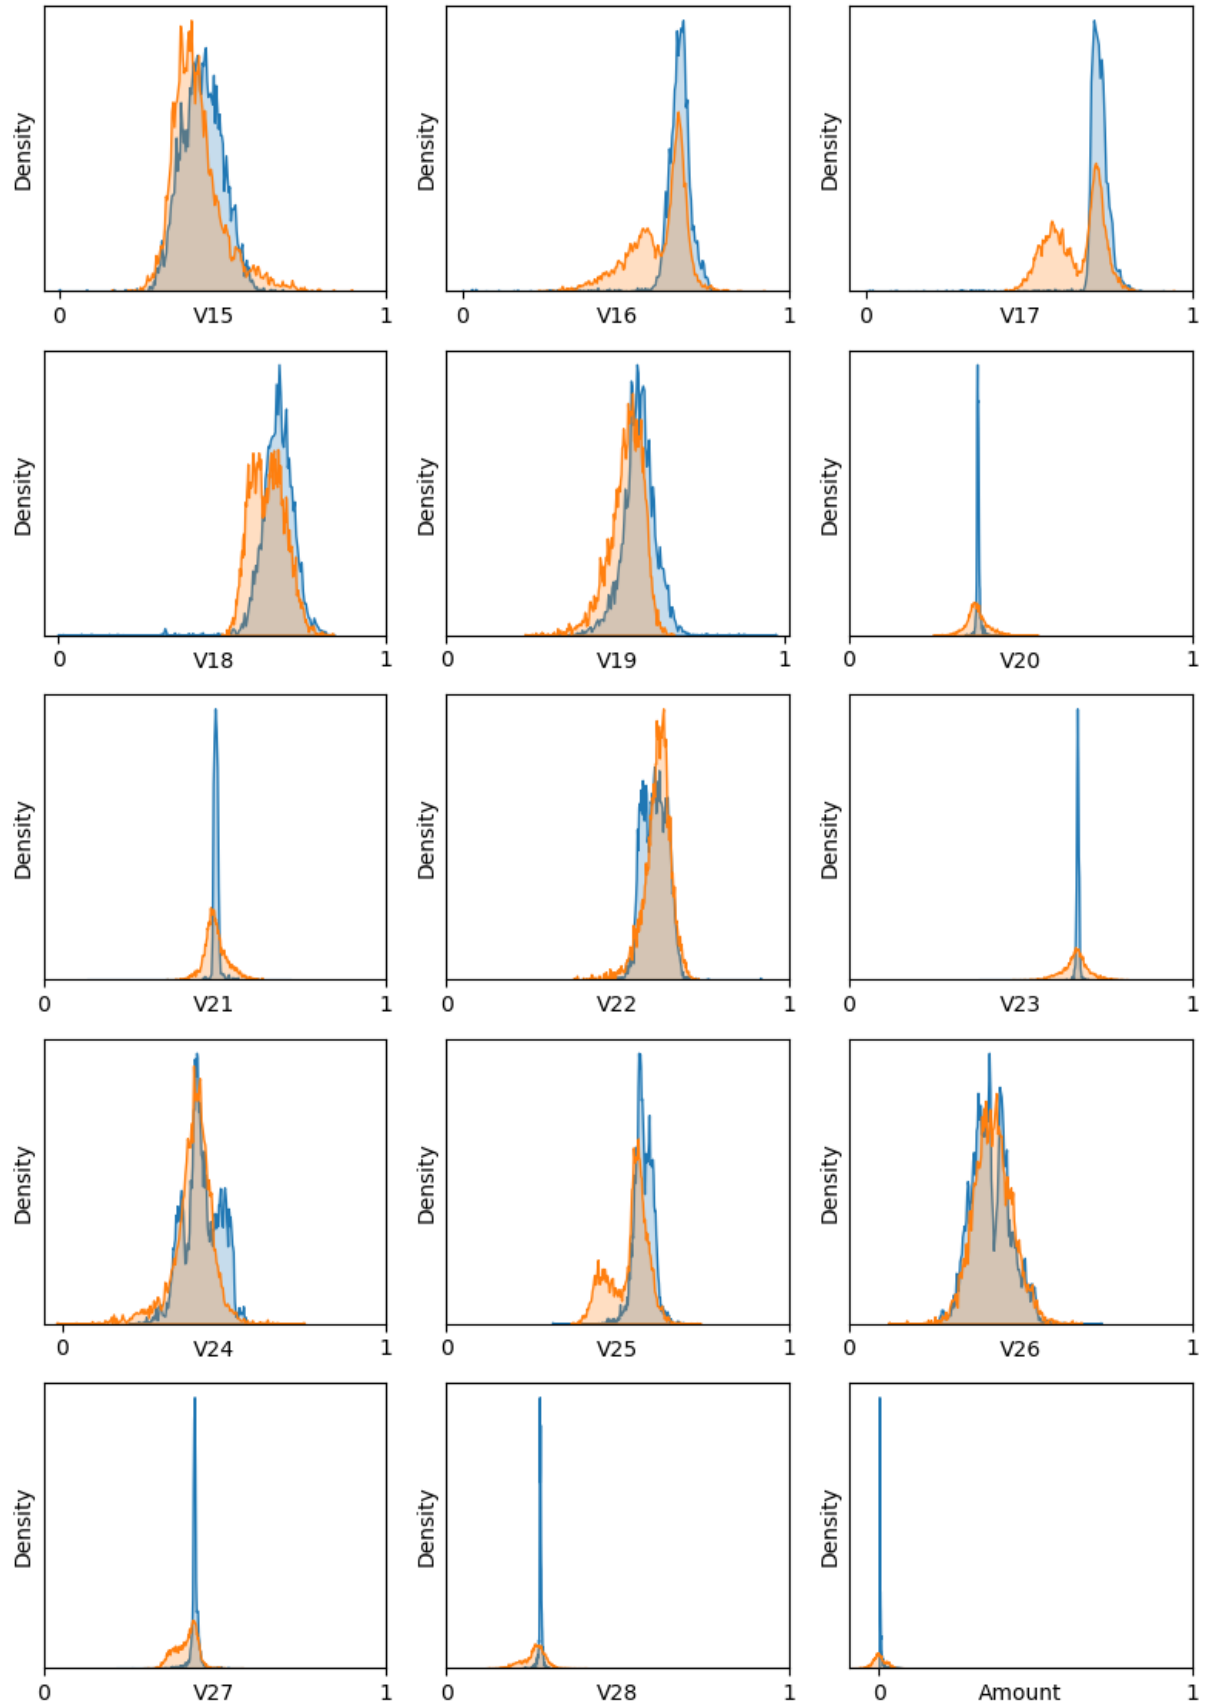 Density
Density
Density
0 V15 1
0 V16 1
0 V17 1
Density
Density
Density
0 V18 1
0 V19 1
0 V20 1
Density
Density
Density
0 V21 1
0 V22 1
0 V23 1
Density
Density
Density
0 V24 1
0 V25 1
0 V26 1
Density
Density
Density
0 V27 1
0 V28 1
0 Amount 1